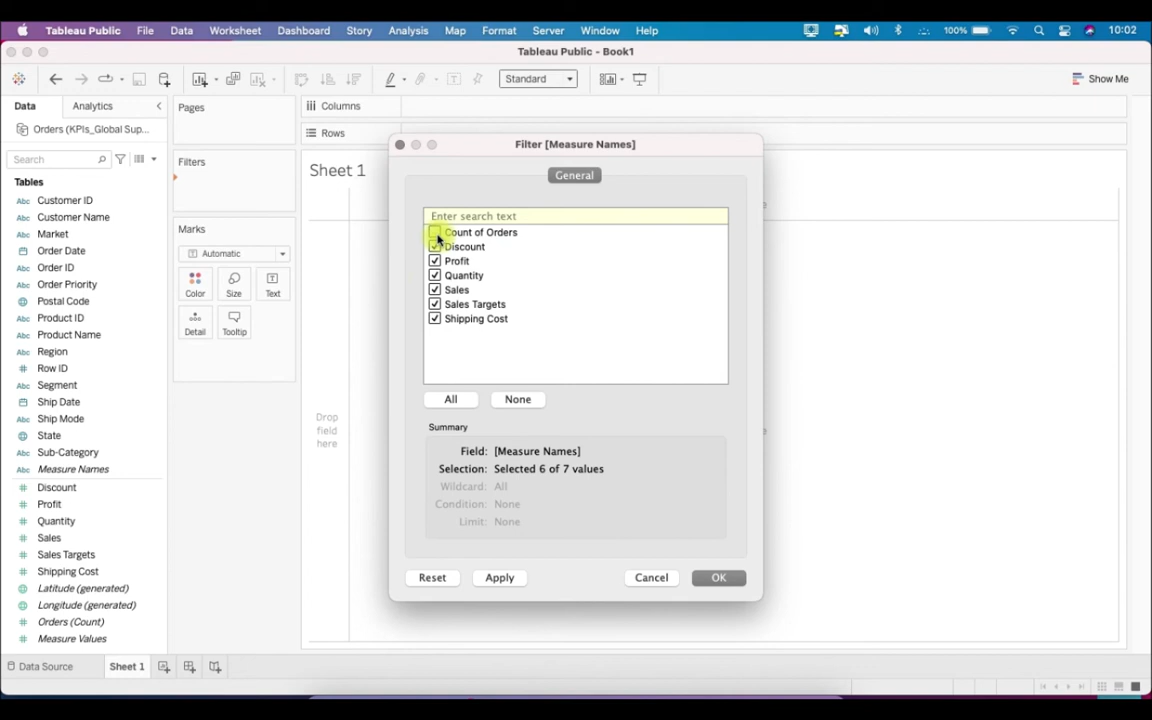 Tableau Public File Data Worksheet Dashboard Story Analysis Map Format Server Window Help 100% 10:02
Tableau Public - Book1
Standard Show Me
Data Analytics Pages Columns
Orders (KPIs_Global Sup... Rows
Search Filters Sheet 1
Tables
Customer ID
Customer Name
Market
Order Date
Order ID
Order Priority
Postal Code
Product ID
Product Name
Region
Row ID
Segment
Ship Date
Ship Mode
State
Sub-Category
Measure Names
Discount
Profit
Quantity
Sales
Sales Targets
Shipping Cost
Latitude (generated)
Longitude (generated)
Orders (Count)
Measure Values
Marks
Automatic
Color Size Text
Detail Tooltip
Drop
field
here
Filter [Measure Names]
General
Enter search text
Count of Orders
Discount
Profit
Quantity
Sales
Sales Targets
Shipping Cost
All None
Summary
Field: [Measure Names]
Selection: Selected 6 of 7 values
Wildcard: All
Condition: None
Limit: None
Reset Apply Cancel OK
Data Source Sheet 1